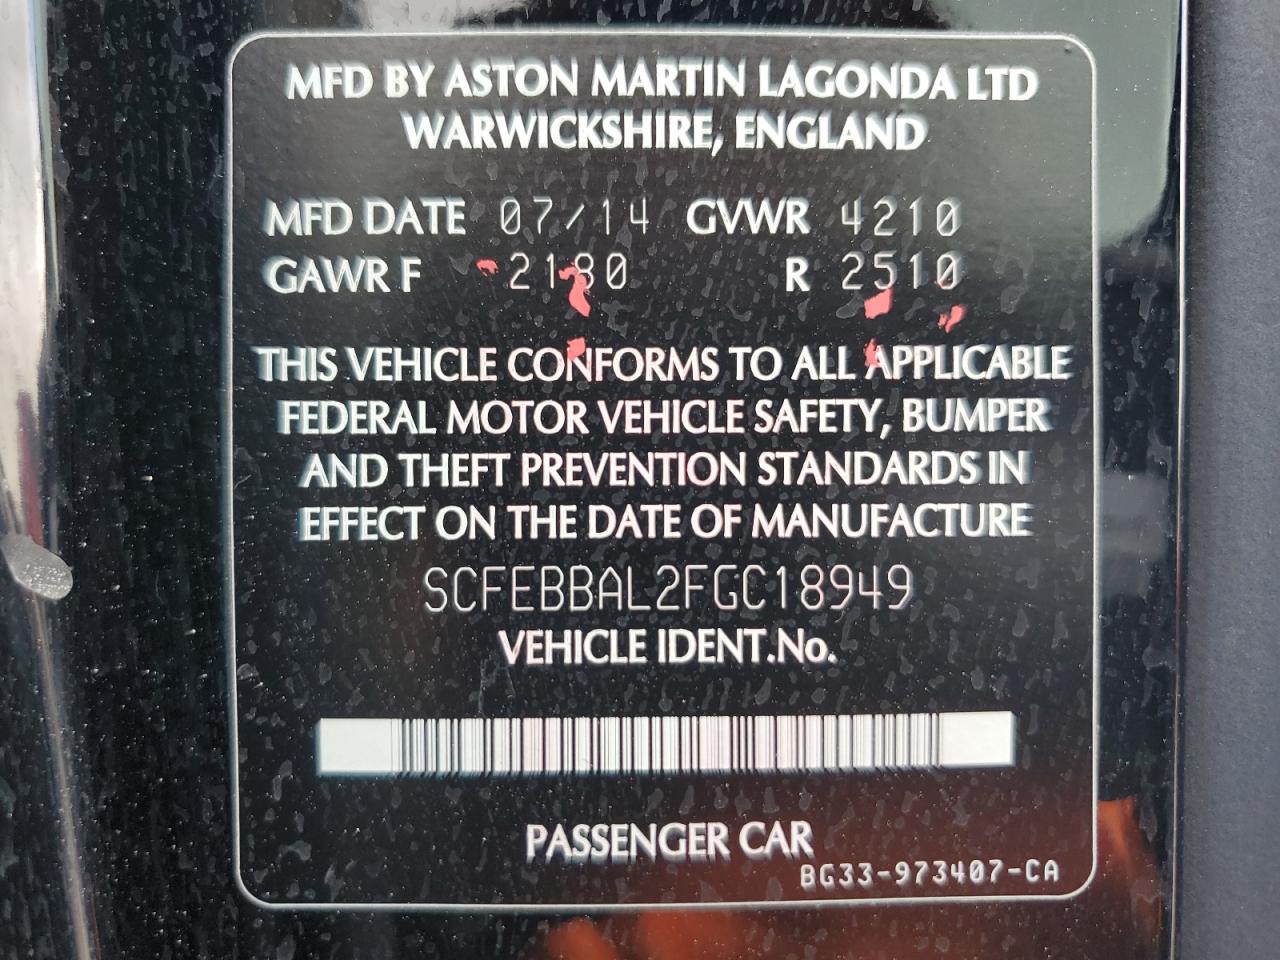 MFD BY ASTON MARTIN LAGONDA LTD
WARWICKSHIRE, ENGLAND
MFD DATE 07/14 GVWR 4210
GAWR F 2180 R 2510
THIS VEHICLE CONFORMS TO ALL APPLICABLE
FEDERAL MOTOR VEHICLE SAFETY, BUMPER
AND THEFT PREVENTION STANDARDS IN
EFFECT ON THE DATE OF MANUFACTURE
SCFEBBAL2FGC18949
VEHICLE IDENT.No.
PASSENGER CAR
BG33-973407-CA